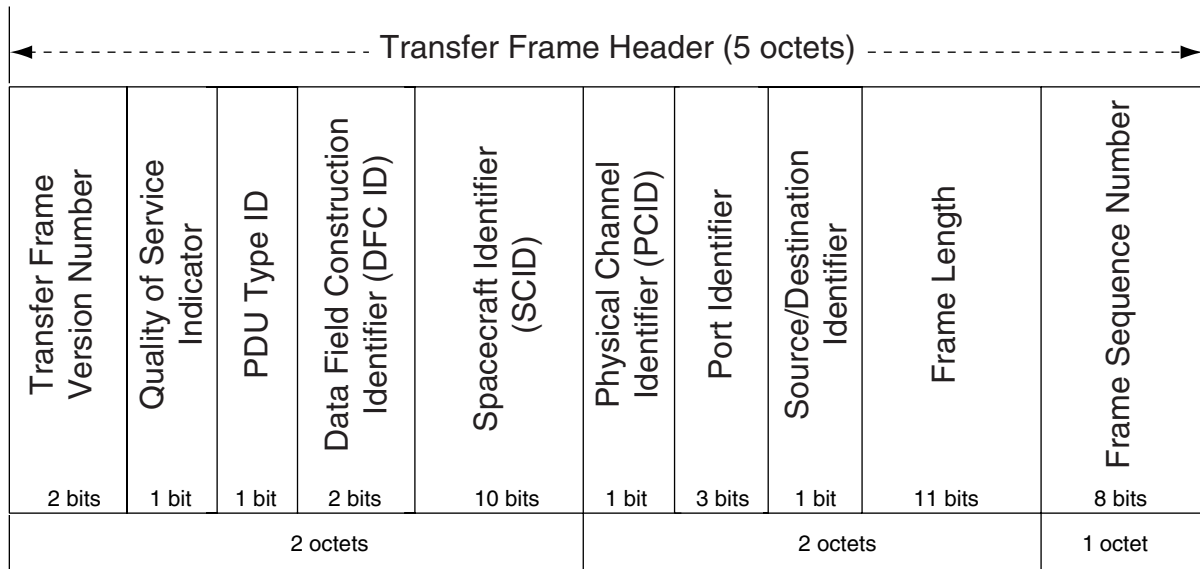 Transfer Frame Header (5 octets)
Transfer Frame
Version Number
Quality of Service
Indicator
PDU Type ID
Data Field Construction
Identifier (DFC ID)
Spacecraft Identifier
(SCID)
Physical Channel
Identifier (PCID)
Port Identifier
Source/Destination
Identifier
Frame Length
Frame Sequence Number
2 bits
1 bit
1 bit
2 bits
10 bits
1 bit
3 bits
1 bit
11 bits
8 bits
2 octets
2 octets
1 octet